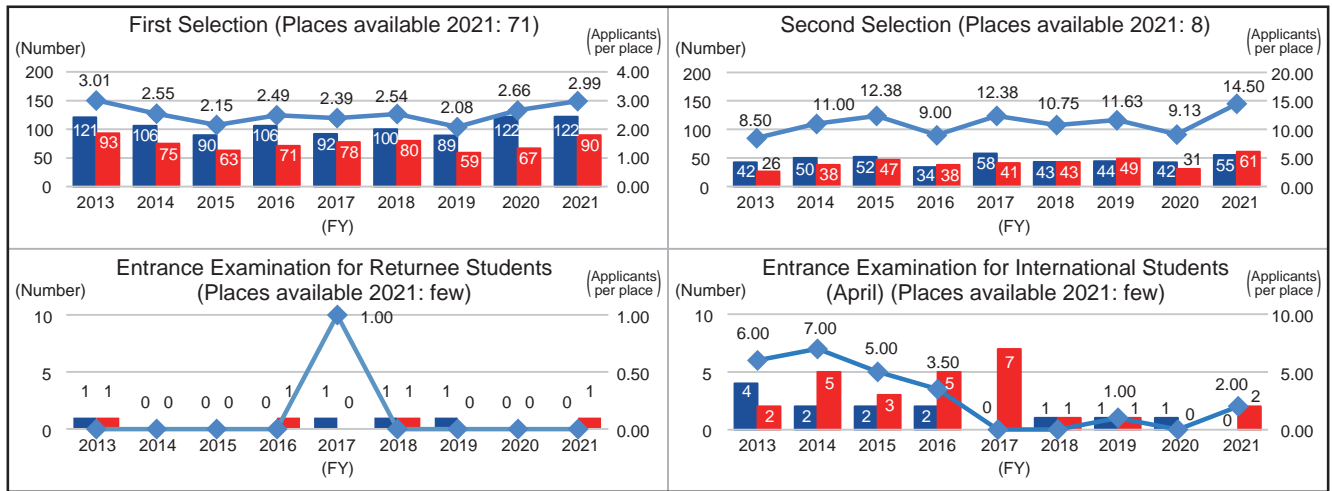 First Selection (Places available 2021: 71)
(Number)
(Applicants per place)
200
150
100
50
0
4.00
3.00
2.00
1.00
0.00
3.01 2.55 2.15 2.49 2.39 2.54 2.08 2.66 2.99
121 93 106 75 90 63 106 71 92 78 100 80 89 59 122 67 122 90
2013 2014 2015 2016 2017 2018 2019 2020 2021
(FY)
Second Selection (Places available 2021: 8)
(Number)
(Applicants per place)
200
150
100
50
0
20.00
15.00
10.00
5.00
0.00
8.50 11.00 12.38 9.00 12.38 10.75 11.63 9.13 14.50
42 26 50 38 52 47 34 38 58 41 43 43 44 49 42 31 55 61
2013 2014 2015 2016 2017 2018 2019 2020 2021
(FY)
Entrance Examination for Returnee Students
(Places available 2021: few)
(Number)
(Applicants per place)
10
5
0
1.00
0.50
0.00
1.00
1 1 0 0 0 0 0 1 1 0 1 1 1 0 0 0 0 1
2013 2014 2015 2016 2017 2018 2019 2020 2021
(FY)
Entrance Examination for International Students
(April) (Places available 2021: few)
(Number)
(Applicants per place)
10
5
0
10.00
5.00
0.00
6.00 7.00 5.00 3.50 1.00 2.00
4 2 2 5 2 3 2 5 0 7 1 1 1 1 1 0 0 2
2013 2014 2015 2016 2017 2018 2019 2020 2021
(FY)